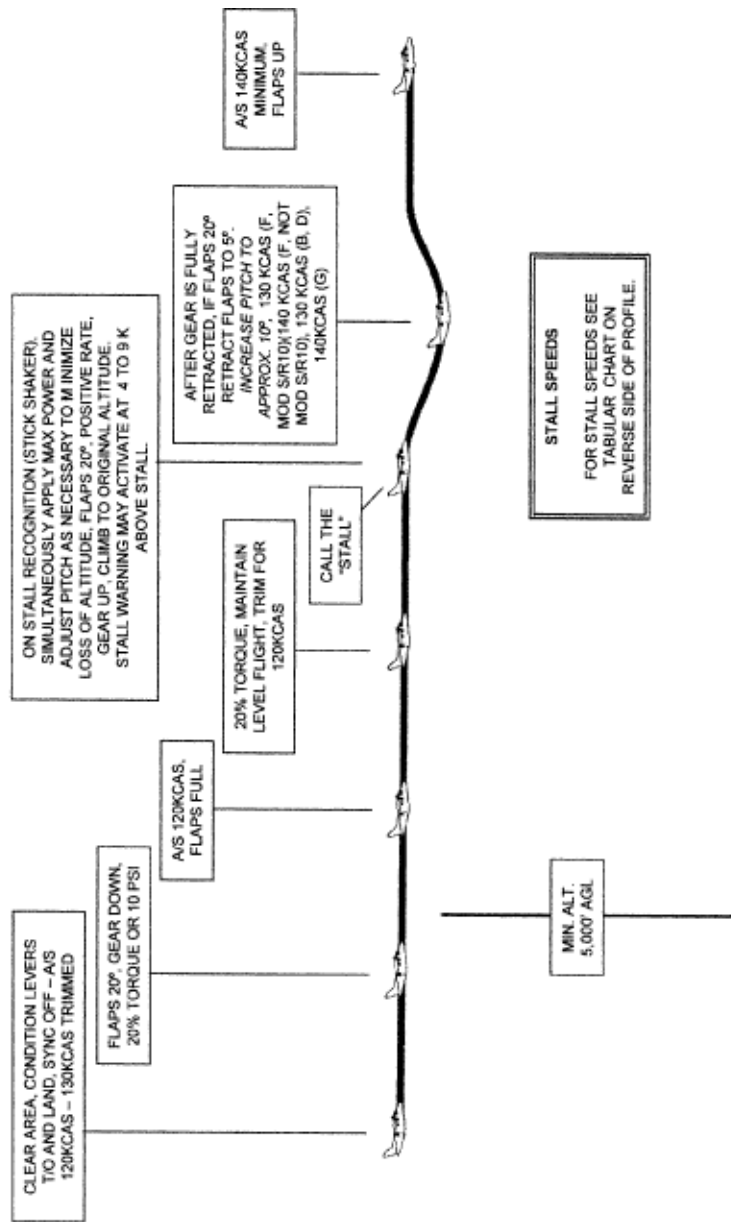 CLEAR AREA, CONDITION LEVERS
T/O AND LAND, SYNC OFF – A/S
120KCAS – 130KCAS TRIMMED
FLAPS 20º, GEAR DOWN,
20% TORQUE OR 10 PSI
A/S 120KCAS,
FLAPS FULL
20% TORQUE, MAINTAIN
LEVEL FLIGHT, TRIM FOR
120KCAS
CALL THE
"STALL"
ON STALL RECOGNITION (STICK SHAKER),
SIMULTANEOUSLY APPLY MAX POWER AND
ADJUST PITCH AS NECESSARY TO M INIMIZE
LOSS OF ALTITUDE, FLAPS 20º, POSITIVE RATE,
GEAR UP, CLIMB TO ORIGINAL ALTITUDE.
STALL WARNING MAY ACTIVATE AT 4 TO 9 K
ABOVE STALL
AFTER GEAR IS FULLY
RETRACTED, IF FLAPS 20º
RETRACT FLAPS TO 5º.
INCREASE PITCH TO
APPROX. 10º, 130 KCAS (F,
MOD S/R10)(140 KCAS (F, NOT
MOD S/R10), 130 KCAS (B, D),
140KCAS (G)
A/S 140KCAS
MINIMUM,
FLAPS UP
MIN. ALT.
5,000' AGL
STALL SPEEDS
FOR STALL SPEEDS SEE
TABULAR CHART ON
REVERSE SIDE OF PROFILE.